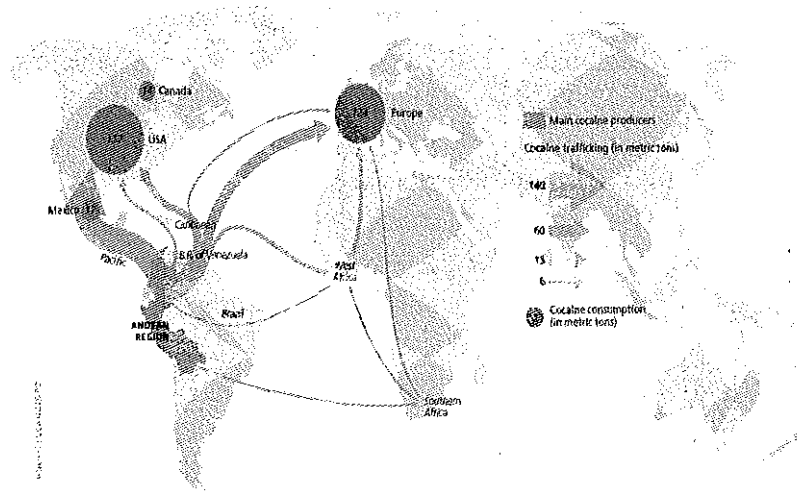 14 Canada
Europe
USA
Main cocaine producers
Cocaine trafficking (in metric tons)
140
60
15
6
Mexico
Caribbean
Pacific
B.R. of Venezuela
West
Africa
Brazil
ANDEAN
REGION
Cocaine consumption
(in metric tons)
Southern
Africa